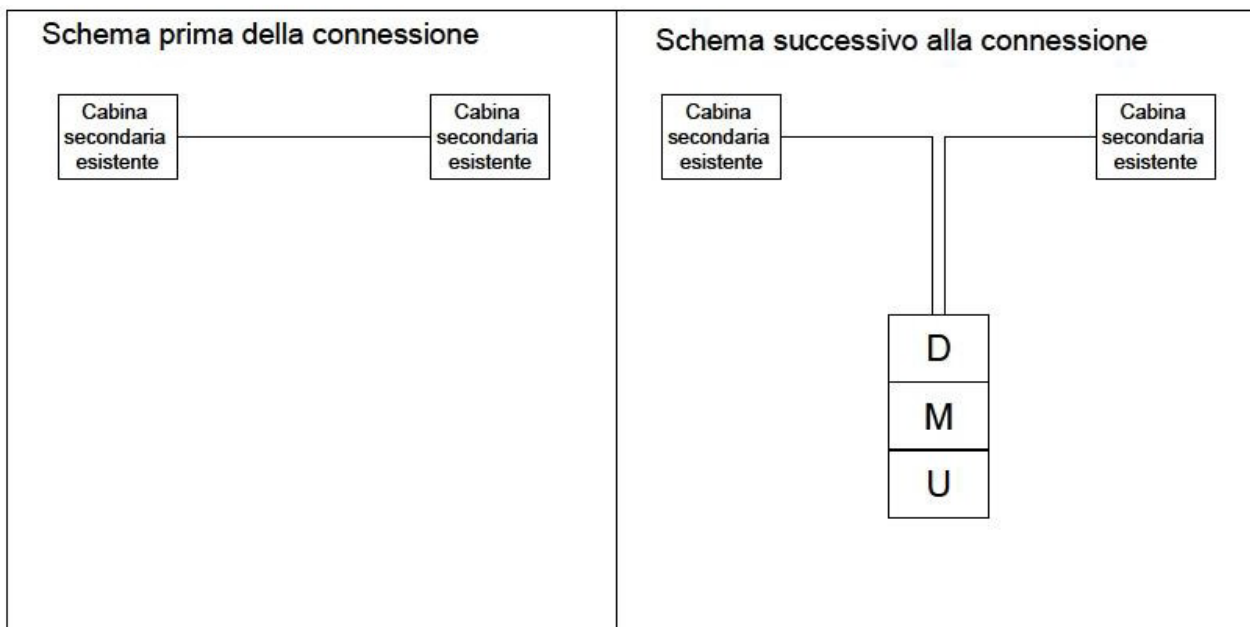 Schema prima della connessione
Cabina
secondaria
esistente
Cabina
secondaria
esistente
Schema successivo alla connessione
Cabina
secondaria
esistente
Cabina
secondaria
esistente
D
M
U